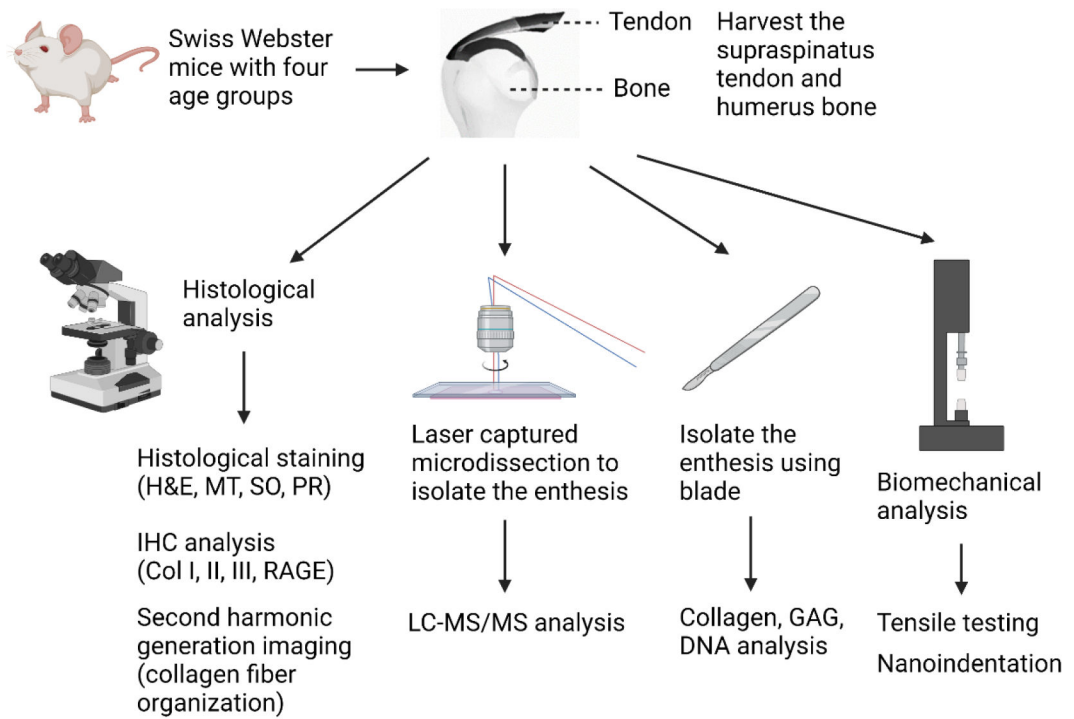 Swiss Webster
mice with four
age groups
Tendon
Bone
Harvest the
supraspinatus
tendon and
humerus bone
Histological
analysis
Histological staining
(H&E, MT, SO, PR)
IHC analysis
(Col I, II, III, RAGE)
Second harmonic
generation imaging
(collagen fiber
organization)
Laser captured
microdissection to
isolate the enthesis
LC-MS/MS analysis
Isolate the
enthesis using
blade
Collagen, GAG,
DNA analysis
Biomechanical
analysis
Tensile testing
Nanoindentation